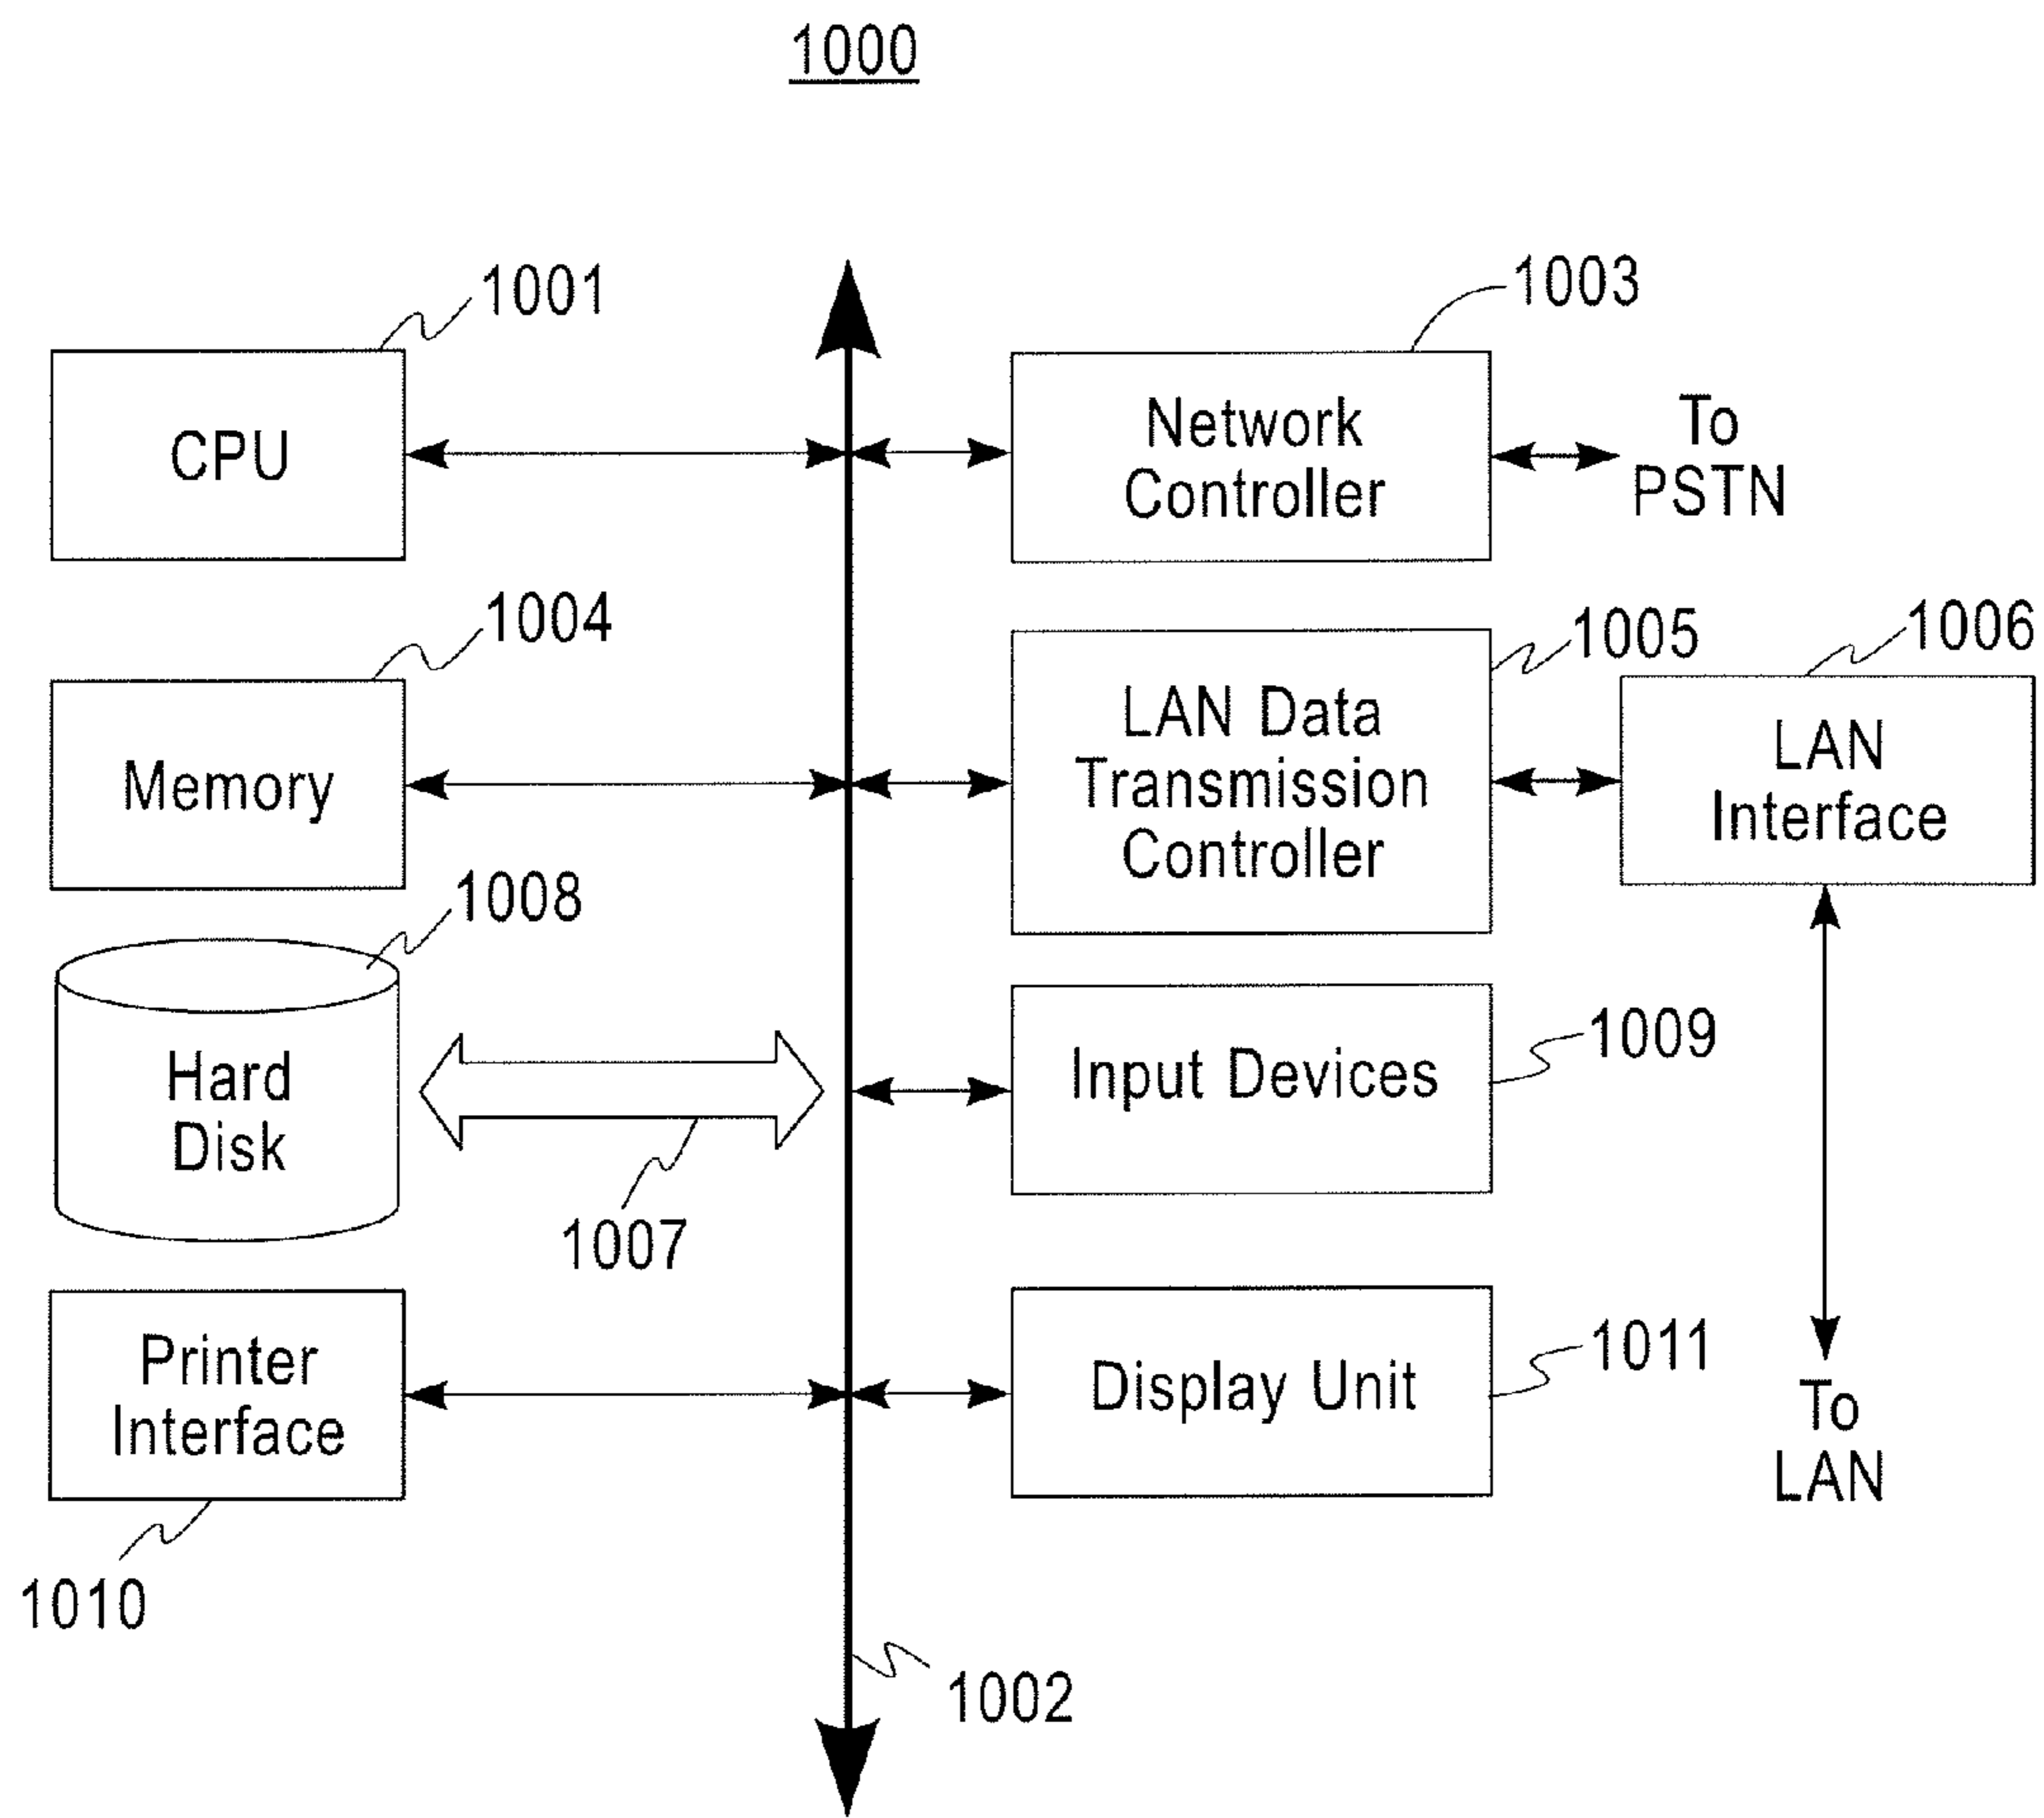 1000
1001
CPU
1003
Network
Controller
To
PSTN
1004
Memory
1005
LAN Data
Transmission
Controller
1006
LAN
Interface
1008
Hard
Disk
1007
1009
Input Devices
Printer
Interface
1010
1011
Display Unit
To
LAN
1002